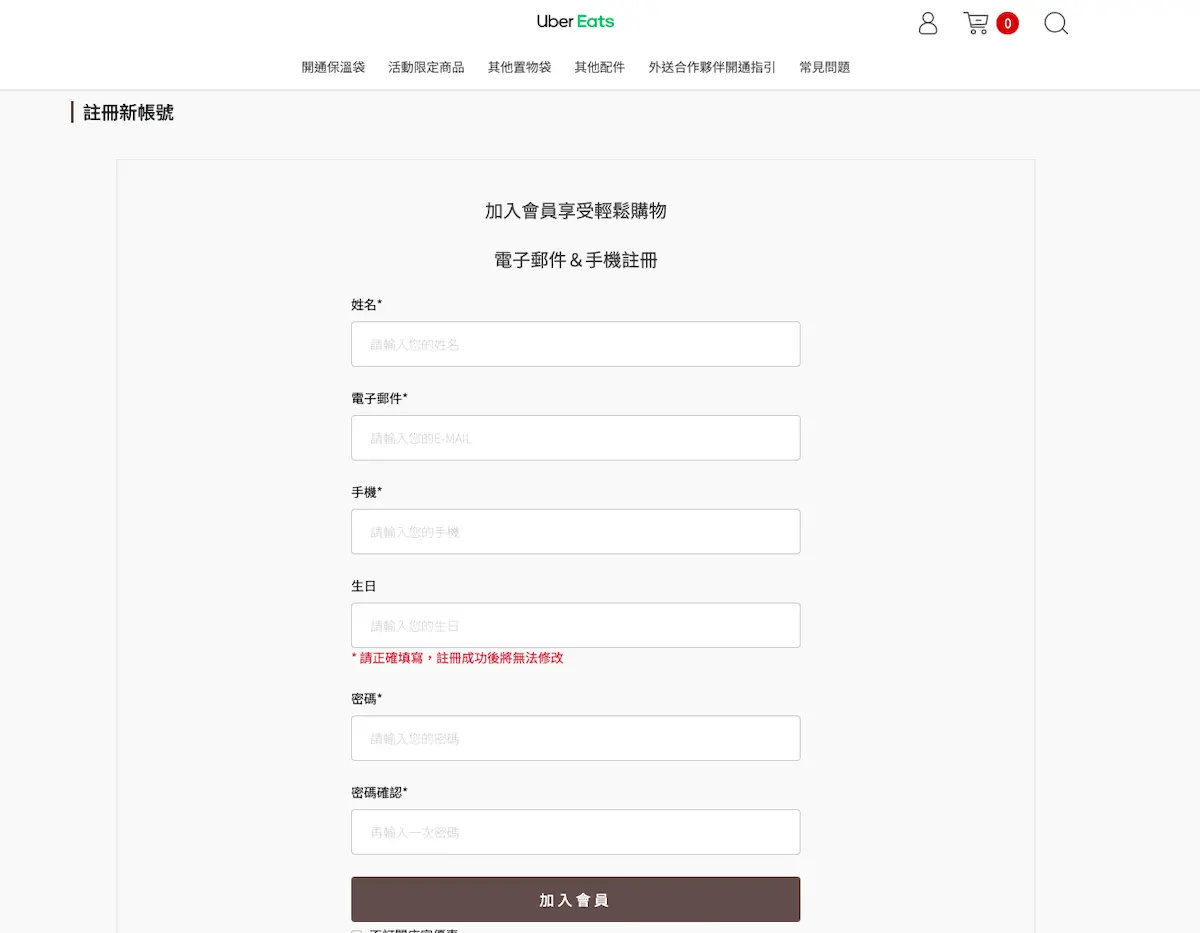 Uber Eats
0
開通保溫袋 活動限定商品 其他置物袋 其他配件 外送合作夥伴開通指引 常見問題
註冊新帳號
加入會員享受輕鬆購物
電子郵件＆手機註冊
姓名*
請輸入您的姓名
電子郵件*
請輸入您的E-MAIL
手機*
請輸入您的手機
生日
請輸入您的生日
* 請正確填寫，註冊成功後將無法修改
密碼*
請輸入您的密碼
密碼確認*
再輸入一次密碼
加入會員